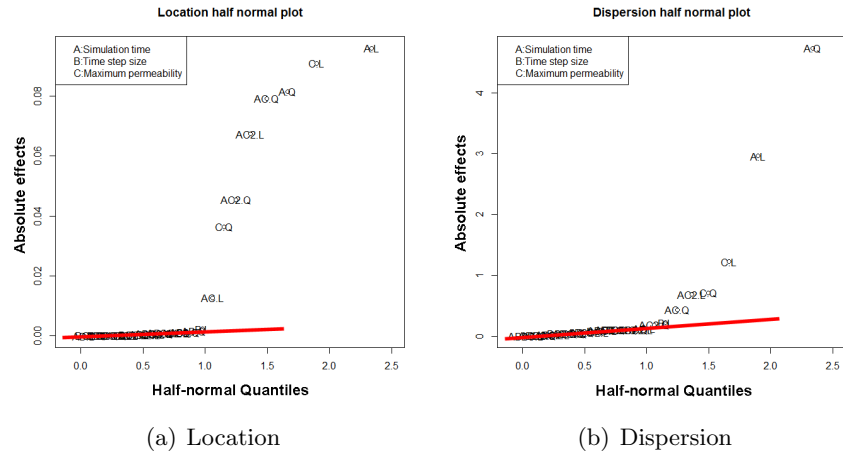 Location half normal plot
A:Simulation time
B:Time step size
C:Maximum permeability
A.L
C.L
A.Q
AC.Q
AC2.L
AC2.Q
C.Q
AC.L
Absolute effects
0.00
0.02
0.04
0.06
0.08
0.0
0.5
1.0
1.5
2.0
2.5
Half-normal Quantiles
(a) Location
Dispersion half normal plot
A:Simulation time
B:Time step size
C:Maximum permeability
A.Q
A.L
C.L
C.Q
AC2.L
AC.Q
Absolute effects
0
1
2
3
4
0.0
0.5
1.0
1.5
2.0
2.5
Half-normal Quantiles
(b) Dispersion